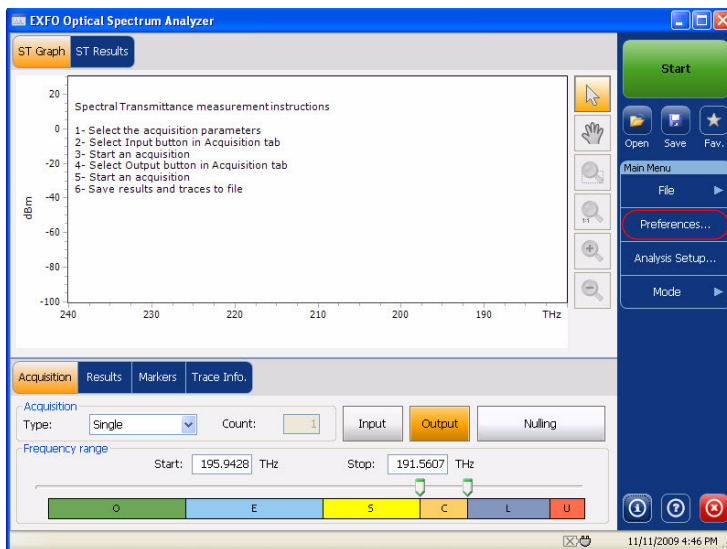 EXFO Optical Spectrum Analyzer
ST Graph ST Results
Start
Open Save Fav.
Main Menu
File
Preferences...
Analysis Setup...
Mode
20
0
-20
-40
-60
-80
-100
dBm
Spectral Transmittance measurement instructions
1- Select the acquisition parameters
2- Select Input button in Acquisition tab
3- Start an acquisition
4- Select Output button in Acquisition tab
5- Start an acquisition
6- Save results and traces to file
240 230 220 210 200 190 THz
1:1
Acquisition Results Markers Trace Info.
Acquisition
Type: Single Count: 1 Input Output Nulling
Frequency range
Start: 195.9428 THz Stop: 191.5607 THz
O E S C L U
11/11/2009 4:46 PM